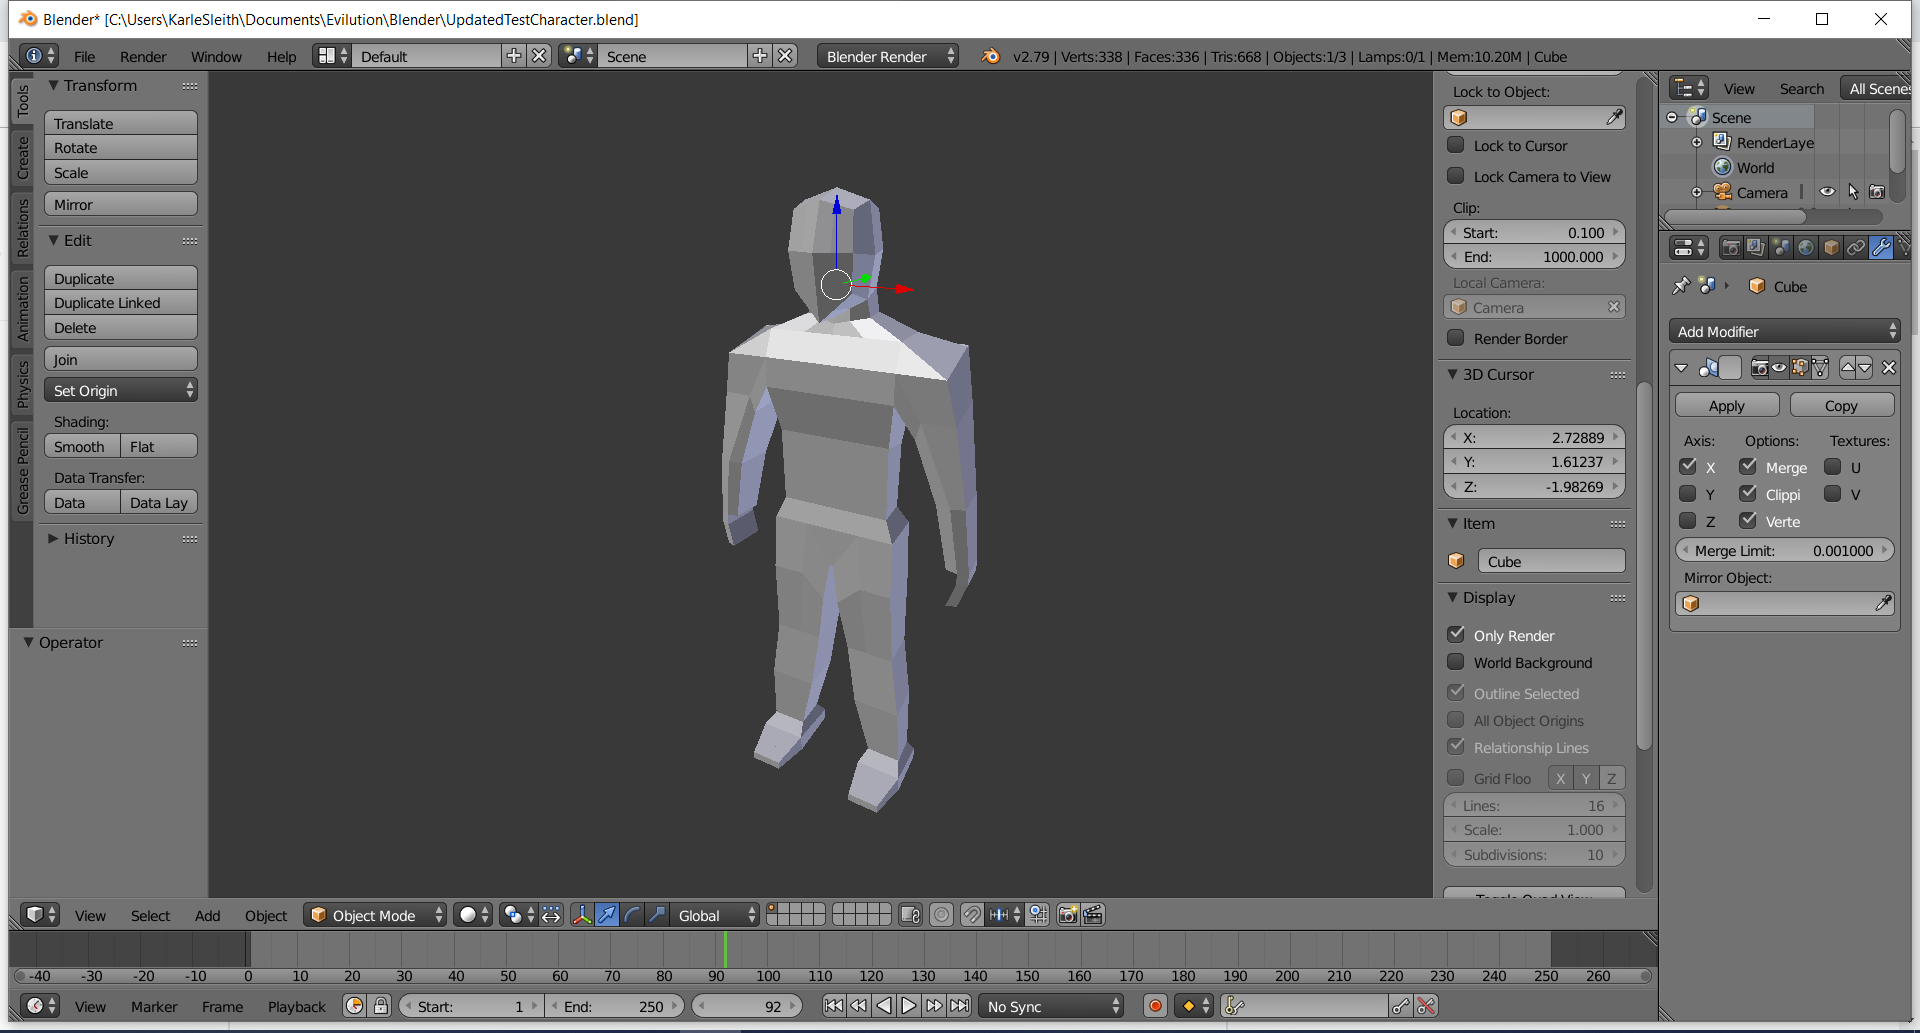 Blender* [C:\Users\KarleSleith\Documents\Evilution\Blender\UpdatedTestCharacter.blend]
File Render Window Help Default Scene Blender Render v2.79 | Verts:338 | Faces:336 | Tris:668 | Objects:1/3 | Lamps:0/1 | Mem:10.20M | Cube
Tools
Create
Relations
Animation
Physics
Grease Pencil
Transform
Translate
Rotate
Scale
Mirror
Edit
Duplicate
Duplicate Linked
Delete
Join
Set Origin
Shading:
Smooth Flat
Data Transfer:
Data Data Lay
History
Operator
Lock to Object:
Lock to Cursor
Lock Camera to View
Clip:
Start: 0.100
End: 1000.000
Local Camera:
Camera
Render Border
3D Cursor
Location:
X: 2.72889
Y: 1.61237
Z: -1.98269
Item
Cube
Display
Only Render
World Background
Outline Selected
All Object Origins
Relationship Lines
Grid Floo X Y Z
Lines: 16
Scale: 1.000
Subdivisions: 10
Toggle Quad View
View Search All Scenes
Scene
RenderLaye
World
Camera
Cube
Add Modifier
Apply Copy
Axis: Options: Textures:
X Merge U
Y Clippi V
Z Verte
Merge Limit: 0.001000
Mirror Object:
View Select Add Object Object Mode Global
-40 -30 -20 -10 0 10 20 30 40 50 60 70 80 90 100 110 120 130 140 150 160 170 180 190 200 210 220 230 240 250 260
View Marker Frame Playback Start: 1 End: 250 92 No Sync